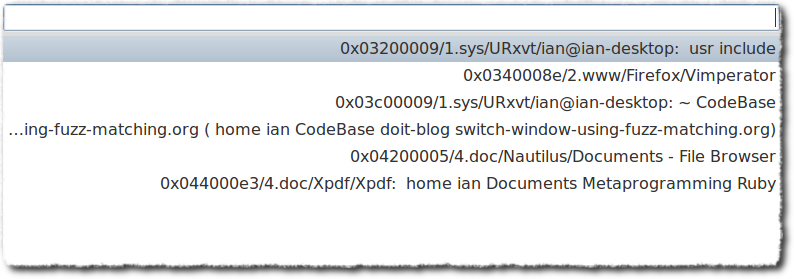 0x03200009/1.sys/URxvt/ian@ian-desktop:  usr include
0x0340008e/2.www/Firefox/Vimperator
0x03c00009/1.sys/URxvt/ian@ian-desktop: ~ CodeBase
...ing-fuzz-matching.org ( home ian CodeBase doit-blog switch-window-using-fuzz-matching.org)
0x04200005/4.doc/Nautilus/Documents - File Browser
0x044000e3/4.doc/Xpdf/Xpdf:  home ian Documents Metaprogramming Ruby